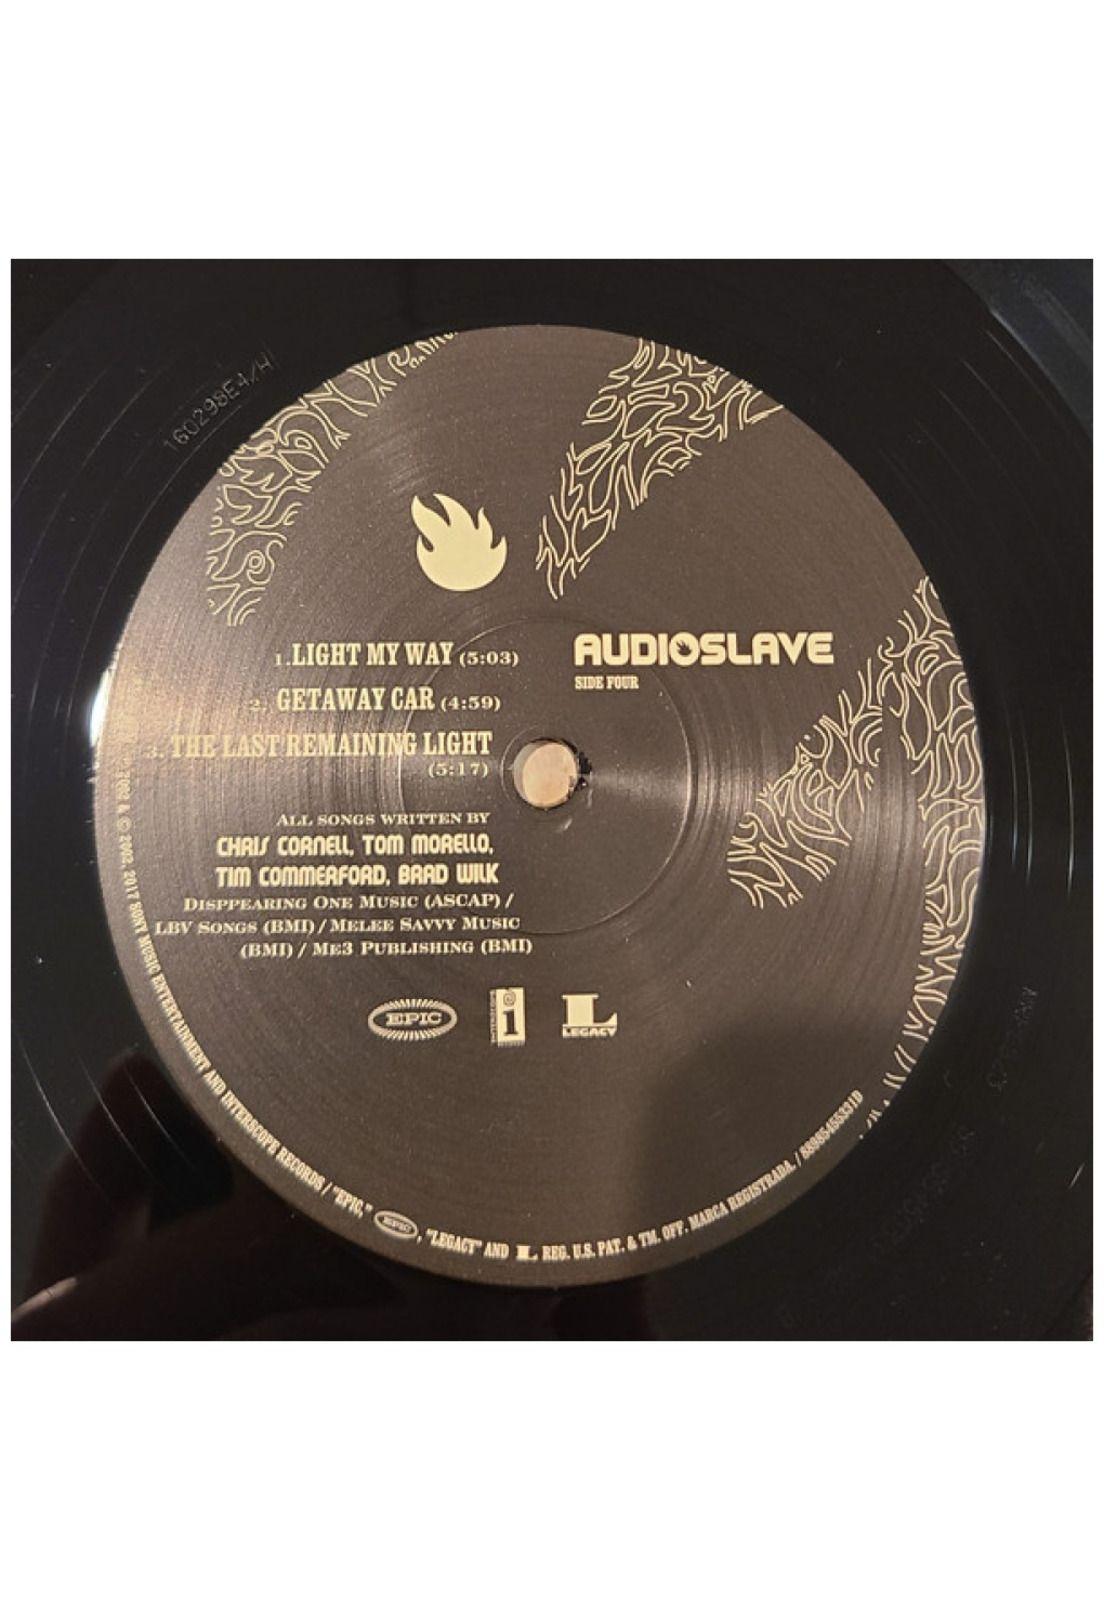 160298E4/H
AUDIOSLAVE
SIDE FOUR
1.LIGHT MY WAY (5:03)
2. GETAWAY CAR (4:59)
3. THE LAST REMAINING LIGHT
(5:17)
ALL SONGS WRITTEN BY
CHRIS CORNELL, TOM MORELLO,
TIM COMMERFORD, BRAD WILK
DISPPEARING ONE MUSIC (ASCAP) /
LBV SONGS (BMI) / MELEE SAVVY MUSIC
(BMI) / ME3 PUBLISHING (BMI)
EPIC
INTERSCOPE
i
L
LEGACY
& © 2002, 2017 SONY MUSIC ENTERTAINMENT AND INTERSCOPE RECORDS / "EPIC," EPIC, "LEGACY" AND L REG. U.S. PAT. & TM. OFF. MARCA REGISTRADA. / 88985455331D